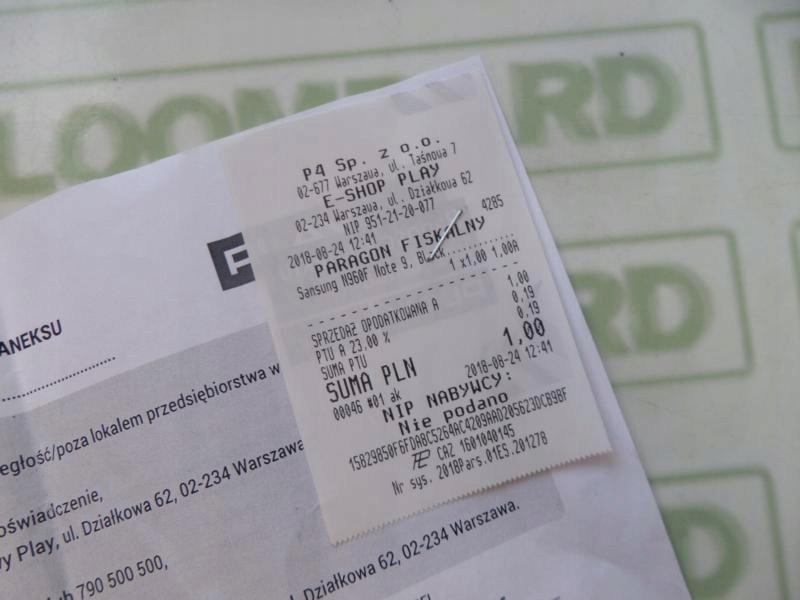 LOOMBARD
P4 Sp. z o.o.
02-677 Warszawa, ul. Taśmowa 7
E-SHOP PLAY
02-234 Warszawa, ul. Działkowa 62
NIP 951-21-20-077
2018-08-24 12:41 4285
PARAGON FISKALNY
Samsung N960F Note 9, Black............
1 x1,00 1,00A
SPRZEDAŻ OPODATKOWANA A 1,00
PTU A 23.00 % 0,19
SUMA PTU 0,19
SUMA PLN 1,00
00046 #01 ak 2018-08-24 12:41
NIP NABYWCY:
Nie podano
15829850F6FDA8C5264AC4209AAD205623DC89BF
CAZ 1601040145
Nr sys. 2018Pars.01ES.201278
ANEKSU
egłość/poza lokalem przedsiębiorstwa w
oświadczenie,
y Play, ul. Działkowa 62, 02-234 Warszawa
lub 790 500 500,
Działkowa 62, 02-234 Warszawa.
RD
RD